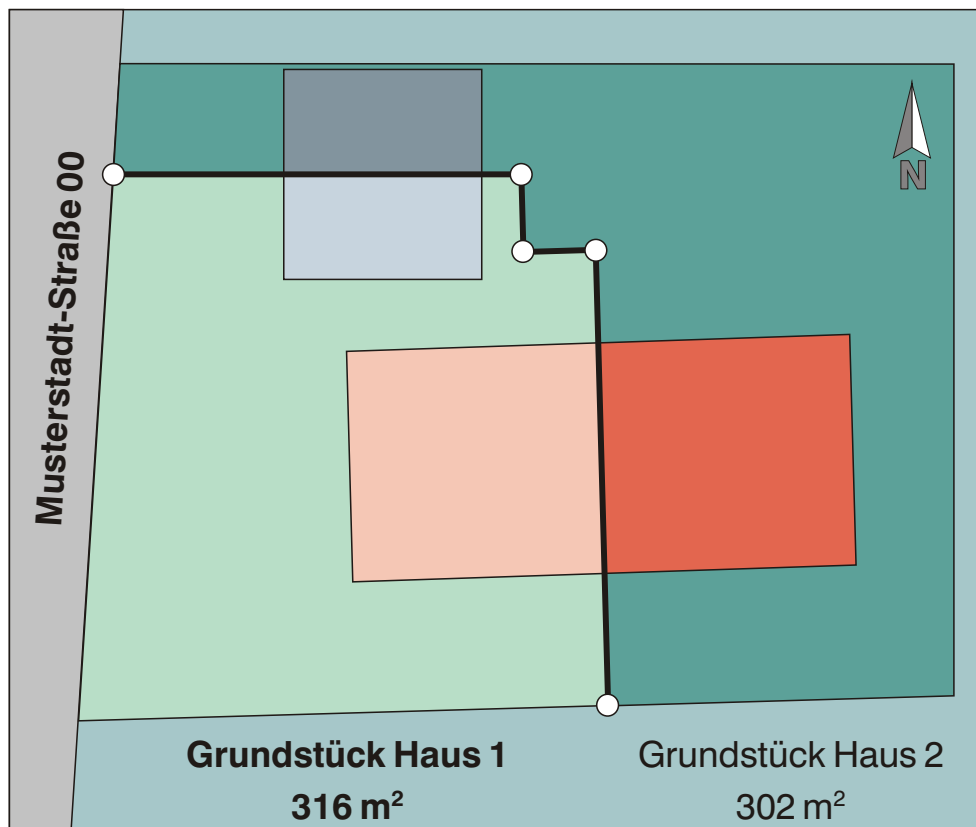 N
Musterstadt-Straße 00
Grundstück Haus 1
316 m²
Grundstück Haus 2
302 m²